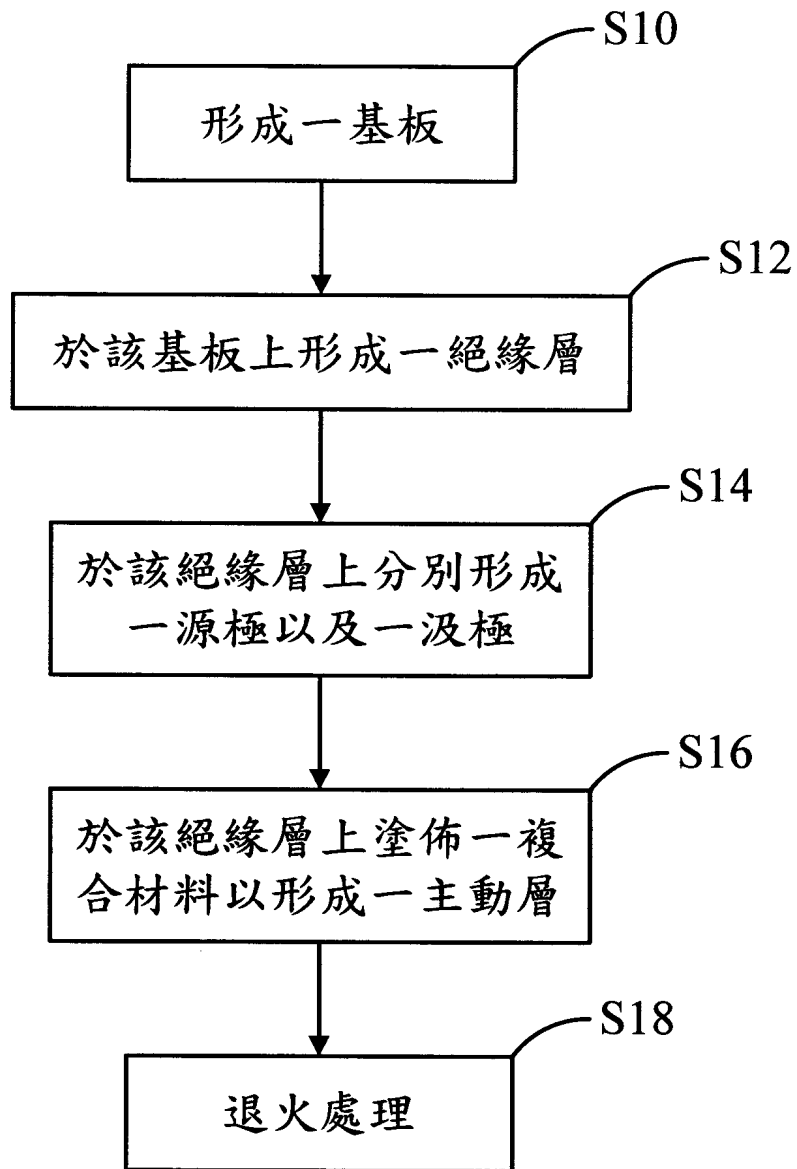 S10
形成一基板
S12
於該基板上形成一絕緣層
S14
於該絕緣層上分別形成
一源極以及一汲極
S16
於該絕緣層上塗佈一複
合材料以形成一主動層
S18
退火處理